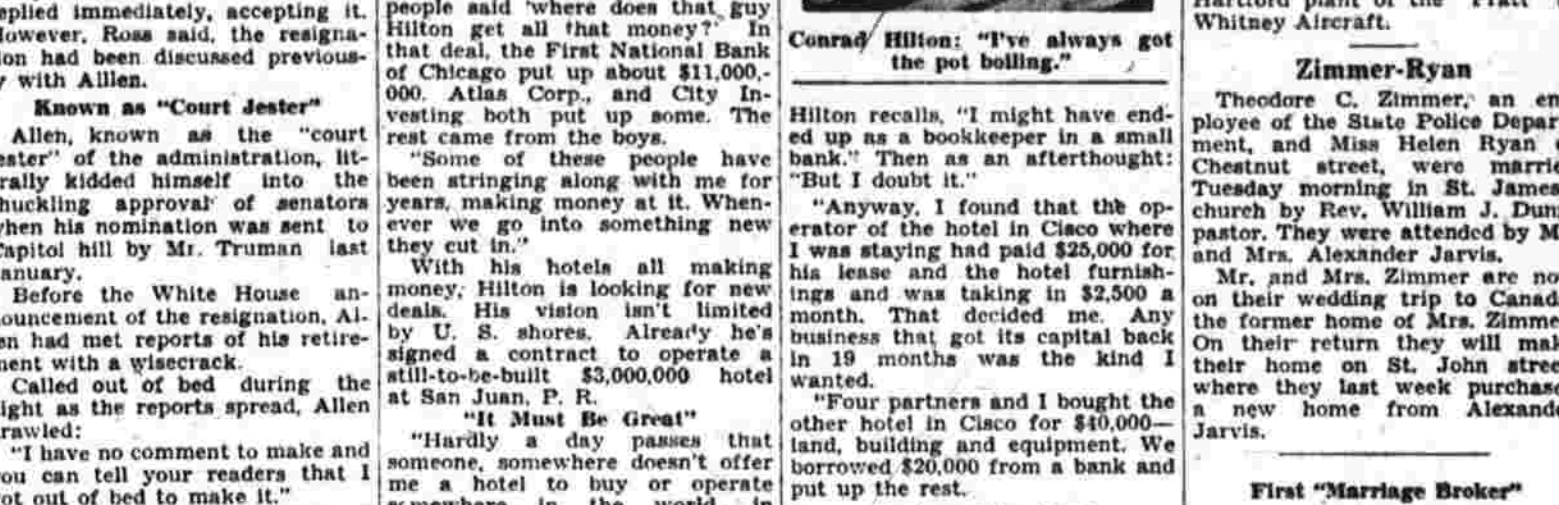 plied immediately, accepting it.
However, Ross said, the resigna-
ion had been discussed previous-
y with Alllen.
Known as "Court Jester"
Allen, known as the "court
ester" of the administration, lit-
rally kidded himself into the
huckling approval of senators
when his nomination was sent to
apitol hill by Mr. Truman last
anuary.
Before the White House an-
ouncement of the resignation, Al-
en had met reports of his retire-
ment with a wisecrack.
Called out of bed during the
ight as the reports spread, Allen
rawled:
"I have no comment to make and
ou can tell your readers that I
ot out of bed to make it."
people said 'where does that guy
Hilton get all that money?' In
that deal, the First National Bank
of Chicago put up about $11,000,-
000. Atlas Corp., and City In-
vesting both put up some. The
rest came from the boys.
"Some of these people have
been stringing along with me for
years, making money at it. When-
ever we go into something new
they cut in."
With his hotels all making
money, Hilton is looking for new
deals. His vision isn't limited
by U. S. shores. Already he's
signed a contract to operate a
still-to-be-built $3,000,000 hotel
at San Juan, P. R.
"It Must Be Great"
"Hardly a day passes that
someone, somewhere doesn't offer
me a hotel to buy or operate
somewhere in the world in
Conrad Hilton: "I've always got
the pot boiling."
Hilton recalls, "I might have end-
ed up as a bookkeeper in a small
bank." Then as an afterthought:
"But I doubt it."
"Anyway, I found that the op-
erator of the hotel in Cisco where
I was staying had paid $25,000 for
his lease and the hotel furnish-
ings and was taking in $2,500 a
month. That decided me. Any
business that got its capital back
in 19 months was the kind I
wanted.
"Four partners and I bought the
other hotel in Cisco for $40,000—
land, building and equipment. We
borrowed $20,000 from a bank and
put up the rest.
Hartford plant of the Pratt
Whitney Aircraft.
Zimmer-Ryan
Theodore C. Zimmer, an em
ployee of the State Police Depar
ment, and Miss Helen Ryan
Chestnut street, were marrie
Tuesday morning in St. James
church by Rev. William J. Dun
pastor. They were attended by M
and Mrs. Alexander Jarvis.
Mr. and Mrs. Zimmer are no
on their wedding trip to Canad
the former home of Mrs. Zimme
On their return they will mak
their home on St. John stree
where they last week purchase
a new home from Alexand
Jarvis.
First "Marriage Broker"